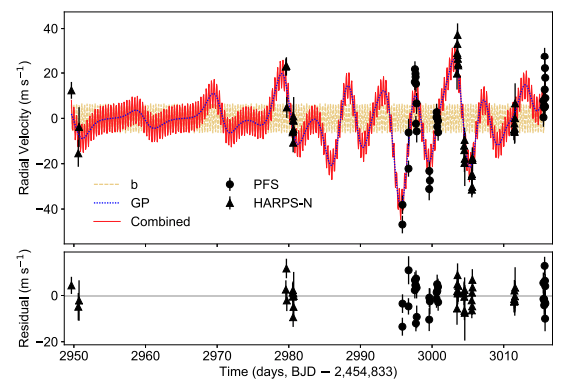 40
20
0
−20
−40
Radial Velocity (m s⁻¹)
b
GP
Combined
PFS
HARPS-N
20
0
−20
Residual (m s⁻¹)
2950 2960 2970 2980 2990 3000 3010
Time (days, BJD − 2,454,833)